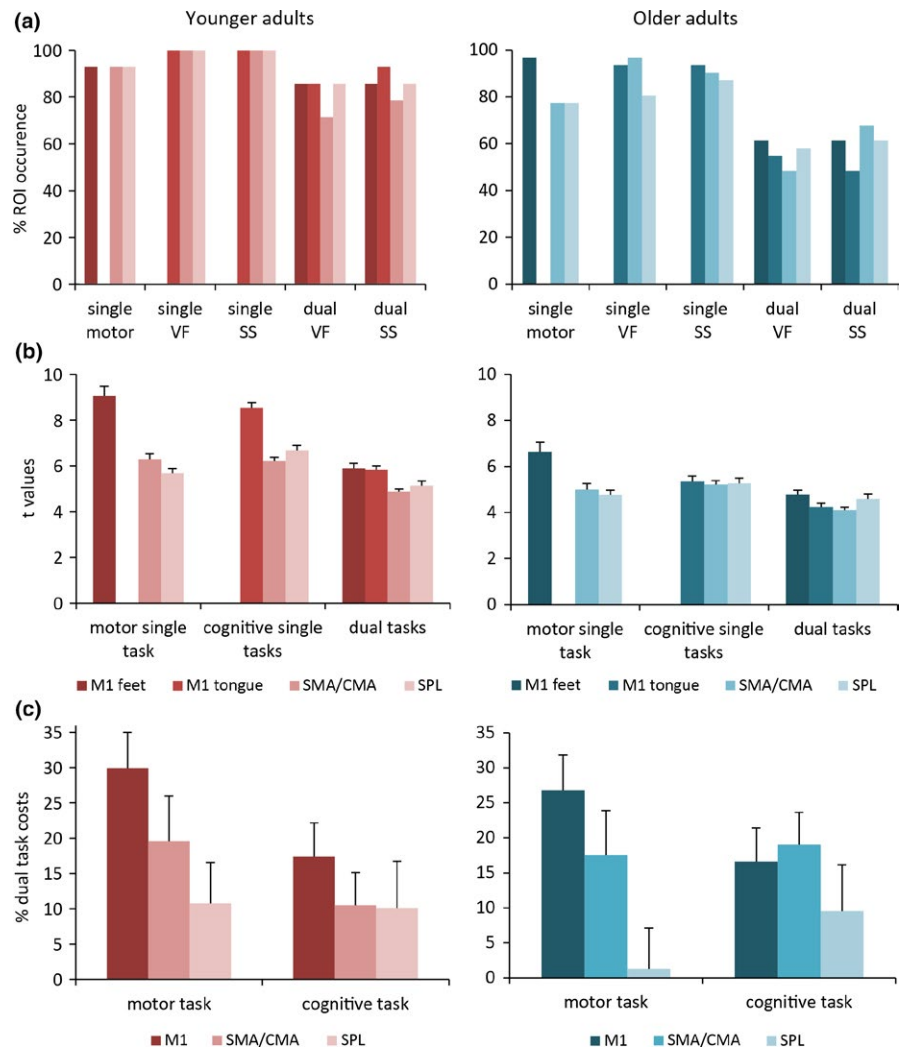 (a)
Younger adults
Older adults
% ROI occurence
100
80
60
40
20
0
single motor
single VF
single SS
dual VF
dual SS
100
80
60
40
20
0
single motor
single VF
single SS
dual VF
dual SS
(b)
t values
10
8
6
4
2
0
motor single task
cognitive single tasks
dual tasks
10
8
6
4
2
0
motor single task
cognitive single tasks
dual tasks
M1 feet M1 tongue SMA/CMA SPL
M1 feet M1 tongue SMA/CMA SPL
(c)
% dual task costs
35
30
25
20
15
10
5
0
motor task
cognitive task
35
30
25
20
15
10
5
0
motor task
cognitive task
M1 SMA/CMA SPL
M1 SMA/CMA SPL